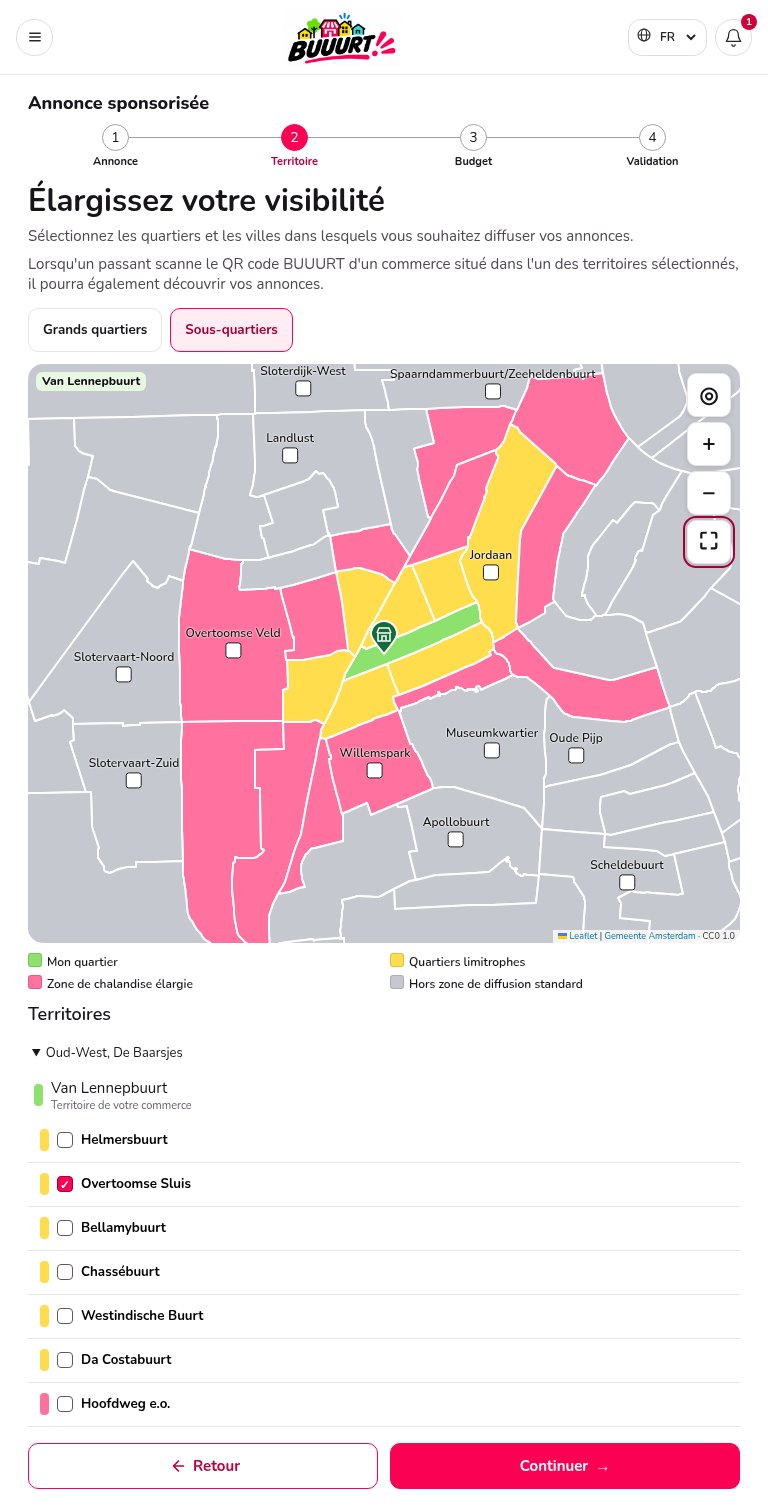 BUUURT!
FR
1
Annonce sponsorisée
1
2
3
4
Annonce
Territoire
Budget
Validation
Élargissez votre visibilité
Sélectionnez les quartiers et les villes dans lesquels vous souhaitez diffuser vos annonces.
Lorsqu'un passant scanne le QR code BUUURT d'un commerce situé dans l'un des territoires sélectionnés,
il pourra également découvrir vos annonces.
Grands quartiers
Sous-quartiers
Van Lennepbuurt
Sloterdijk-West
Spaarndammerbuurt/Zeeheldenbuurt
Landlust
+
−
Jordaan
Overtoomse Veld
Slotervaart-Noord
Museumkwartier
Oude Pijp
Willemspark
Slotervaart-Zuid
Apollobuurt
Scheldebuurt
Leaflet | Gemeente Amsterdam · CC0 1.0
Mon quartier
Quartiers limitrophes
Zone de chalandise élargie
Hors zone de diffusion standard
Territoires
▼ Oud-West, De Baarsjes
Van Lennepbuurt
Territoire de votre commerce
Helmersbuurt
Overtoomse Sluis
Bellamybuurt
Chassébuurt
Westindische Buurt
Da Costabuurt
Hoofdweg e.o.
← Retour
Continuer →